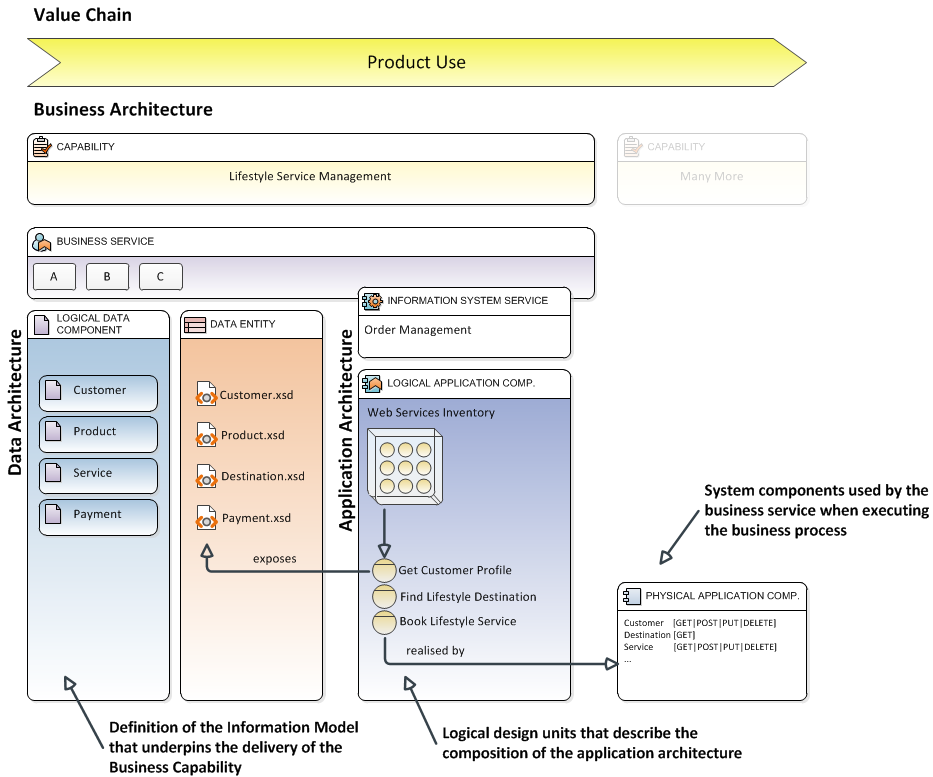 Value Chain
Product Use
Business Architecture
CAPABILITY
Lifestyle Service Management
CAPABILITY
Many More
BUSINESS SERVICE
A
B
C
Data Architecture
LOGICAL DATA
COMPONENT
Customer
Product
Service
Payment
DATA ENTITY
Customer.xsd
Product.xsd
Destination.xsd
Payment.xsd
exposes
Application Architecture
INFORMATION SYSTEM SERVICE
Order Management
LOGICAL APPLICATION COMP.
Web Services Inventory
Get Customer Profile
Find Lifestyle Destination
Book Lifestyle Service
realised by
System components used by the
business service when executing
the business process
PHYSICAL APPLICATION COMP.
Customer [GET|POST|PUT|DELETE]
Destination [GET]
Service [GET|POST|PUT|DELETE]
...
Definition of the Information Model
that underpins the delivery of the
Business Capability
Logical design units that describe the
composition of the application architecture